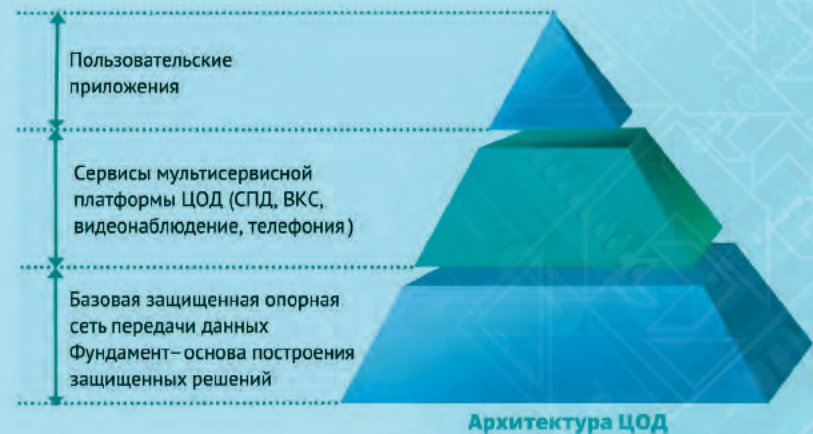 Пользовательские
приложения
Сервисы мультисервисной
платформы ЦОД (СПД, ВКС,
видеонаблюдение, телефония)
Базовая защищенная опорная
сеть передачи данных
Фундамент–основа построения
защищенных решений
Архитектура ЦОД